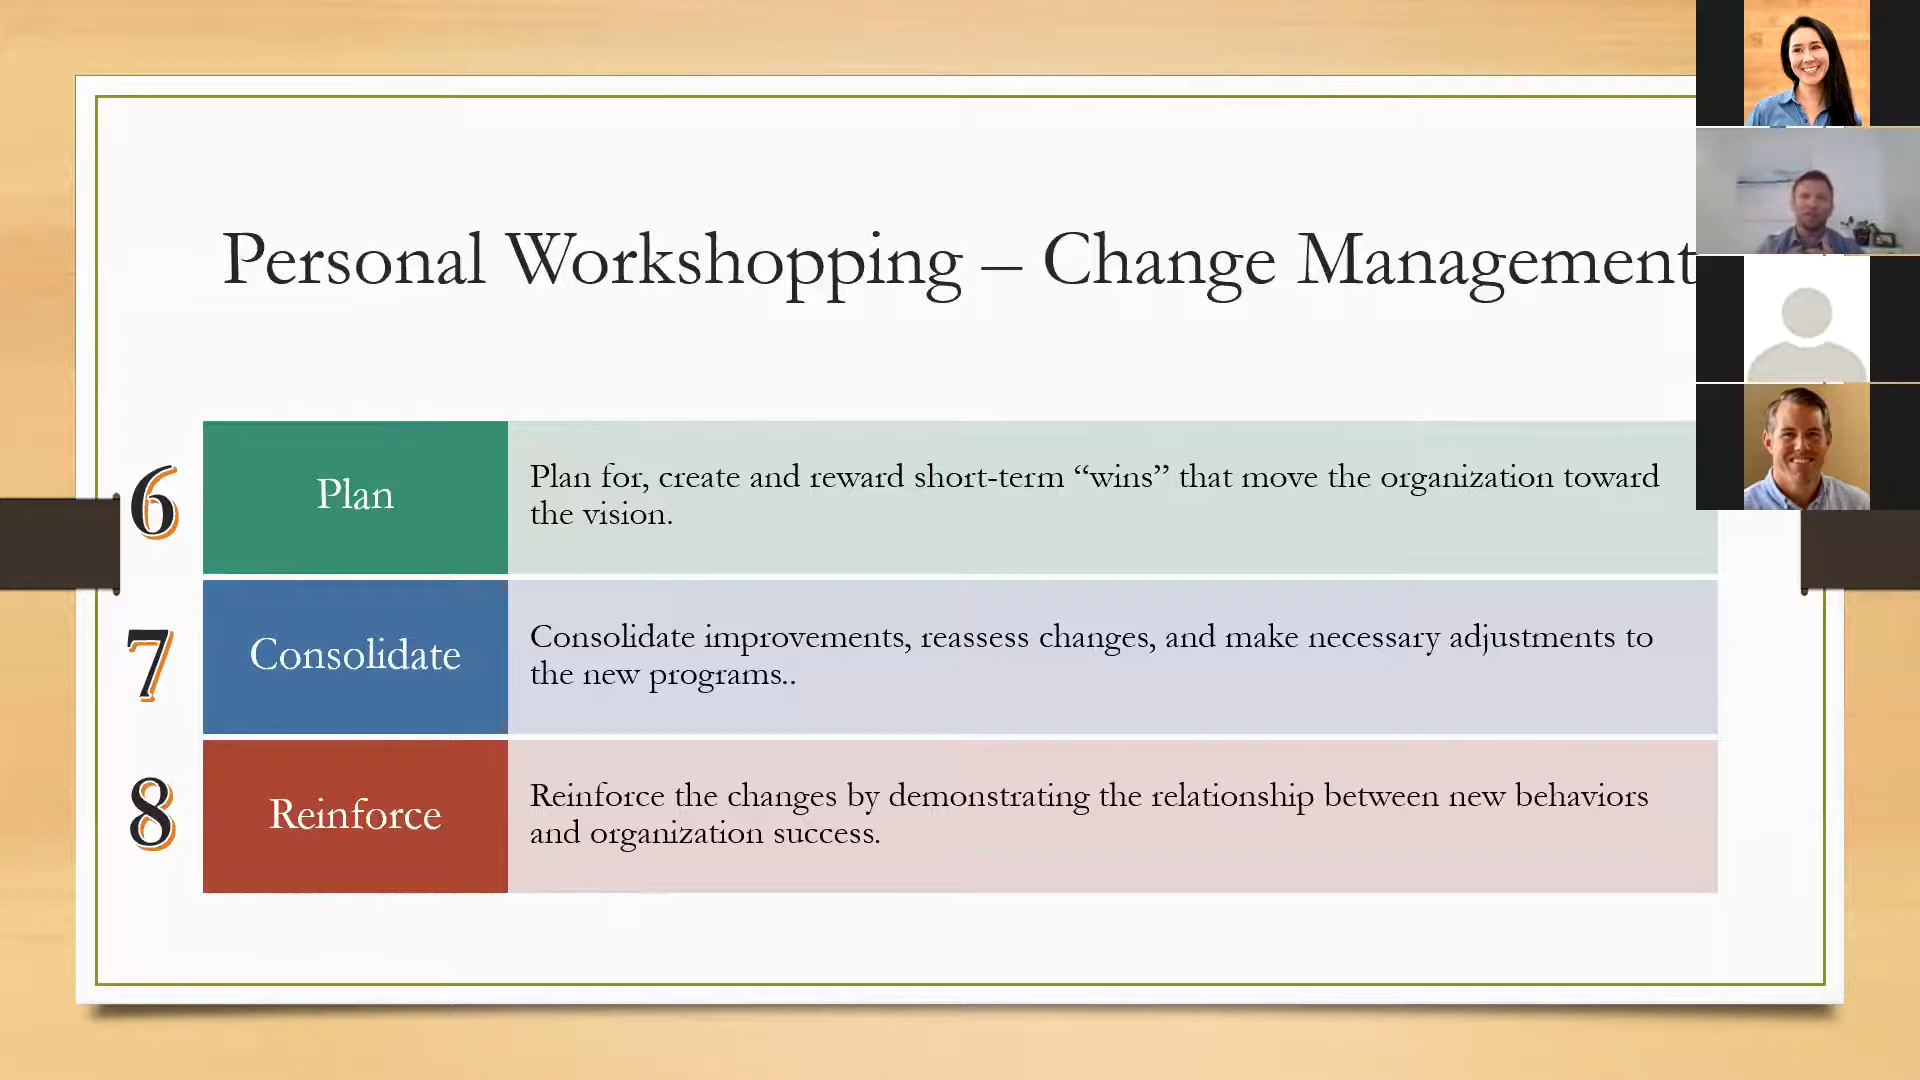 Personal Workshopping – Change Management
6
Plan
Plan for, create and reward short-term “wins” that move the organization toward
the vision.
7
Consolidate
Consolidate improvements, reassess changes, and make necessary adjustments to
the new programs..
8
Reinforce
Reinforce the changes by demonstrating the relationship between new behaviors
and organization success.